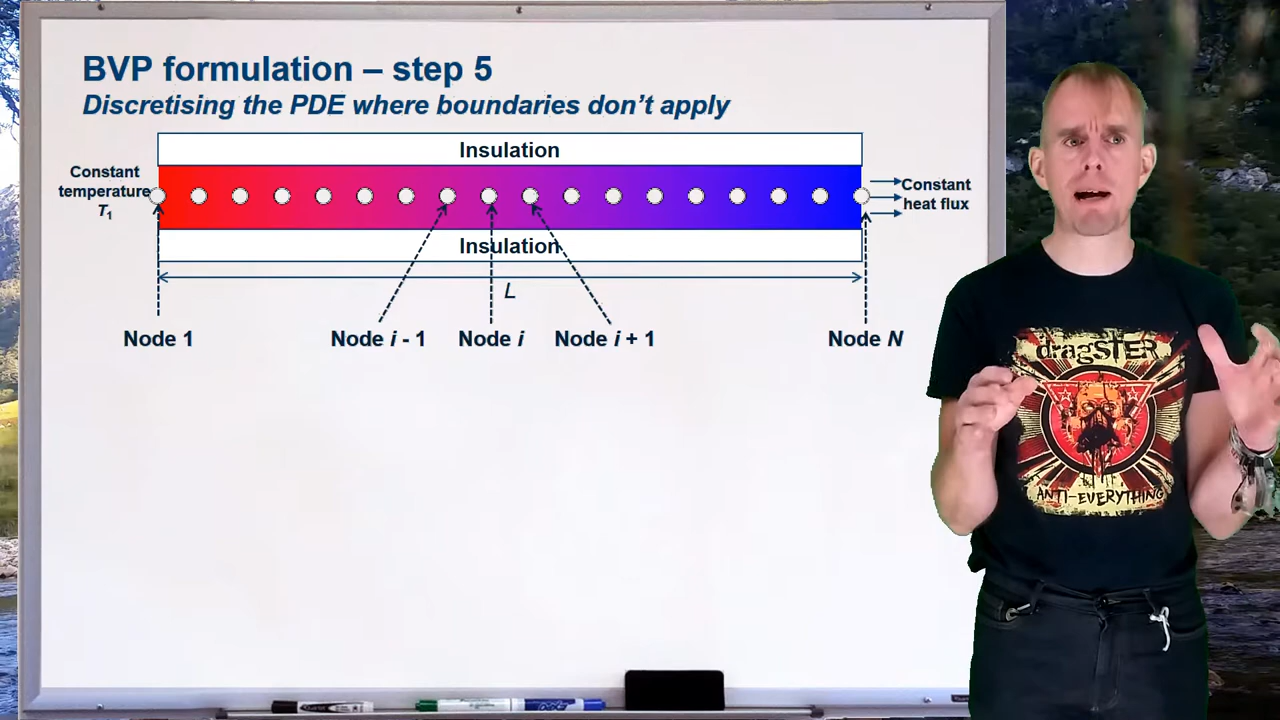 BVP formulation – step 5
Discretising the PDE where boundaries don't apply
Insulation
Constant
temperature
T1
Constant
heat flux
Insulation
L
Node 1
Node i - 1
Node i
Node i + 1
Node N
dragSTER
ANTI-EVERYTHING